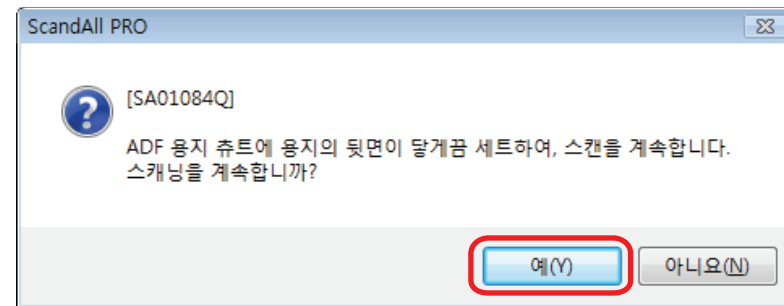 ScandAll PRO
[SA01084Q]
ADF 용지 츄트에 용지의 뒷면이 닿게끔 세트하여, 스캔을 계속합니다.
스캐닝을 계속합니까?
예(Y) 아니요(N)